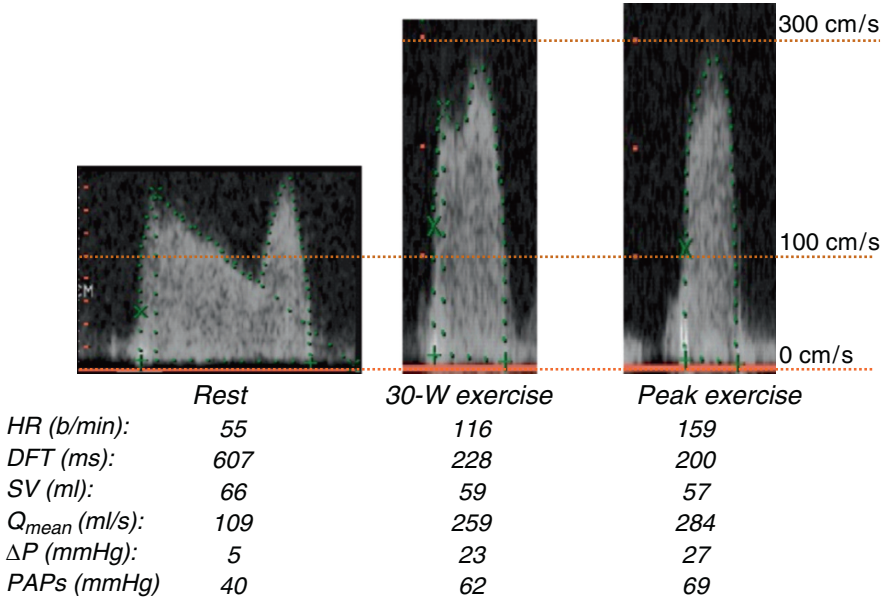 300 cm/s
100 cm/s
CM
0 cm/s
Rest 30-W exercise Peak exercise
HR (b/min): 55 116 159
DFT (ms): 607 228 200
SV (ml): 66 59 57
Qmean (ml/s): 109 259 284
ΔP (mmHg): 5 23 27
PAPs (mmHg) 40 62 69